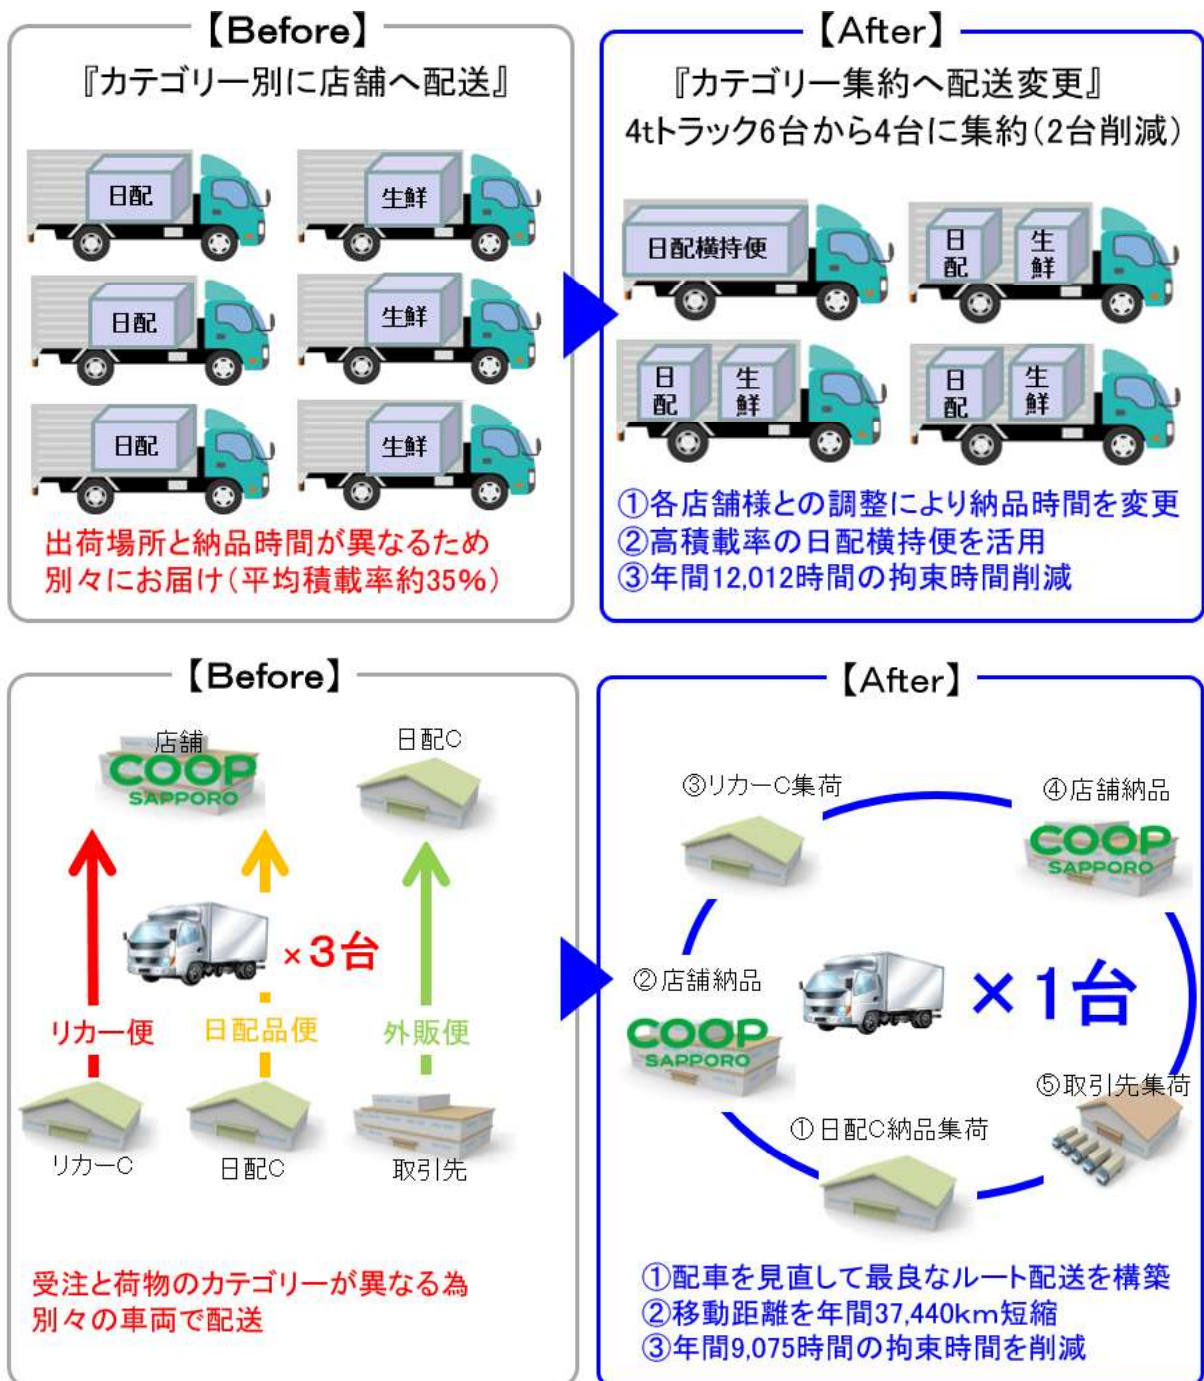 【Before】
『カテゴリー別に店舗へ配送』
日配
生鮮
日配
生鮮
日配
生鮮
出荷場所と納品時間が異なるため
別々にお届け（平均積載率約35％）
【After】
『カテゴリー集約へ配送変更』
4tトラック6台から4台に集約（2台削減）
日配横持便
日配
生鮮
日配
生鮮
日配
生鮮
①各店舗様との調整により納品時間を変更
②高積載率の日配横持便を活用
③年間12,012時間の拘束時間削減
【Before】
店舗
COOP
SAPPORO
日配C
×3台
リカー便
日配品便
外販便
リカーC
日配C
取引先
受注と荷物のカテゴリーが異なる為
別々の車両で配送
【After】
③リカーC集荷
④店舗納品
COOP
SAPPORO
②店舗納品
COOP
SAPPORO
×1台
⑤取引先集荷
①日配C納品集荷
①配車を見直して最良なルート配送を構築
②移動距離を年間37,440km短縮
③年間9,075時間の拘束時間を削減